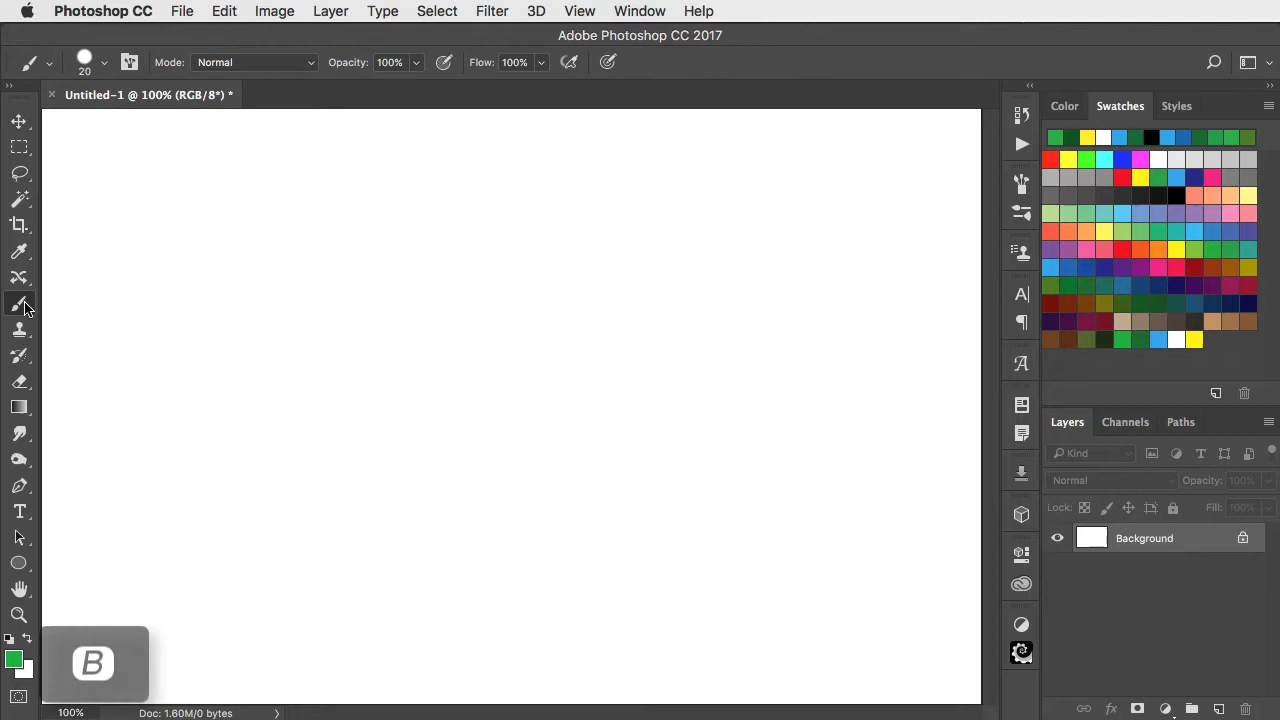 Photoshop CC File Edit Image Layer Type Select Filter 3D View Window Help
Adobe Photoshop CC 2017
20 Mode: Normal Opacity: 100% Flow: 100%
Untitled-1 @ 100% (RGB/8*) *
Color Swatches Styles
Layers Channels Paths
Kind
Normal Opacity: 100%
Lock: Fill: 100%
Background
B
fx
100% Doc: 1.60M/0 bytes